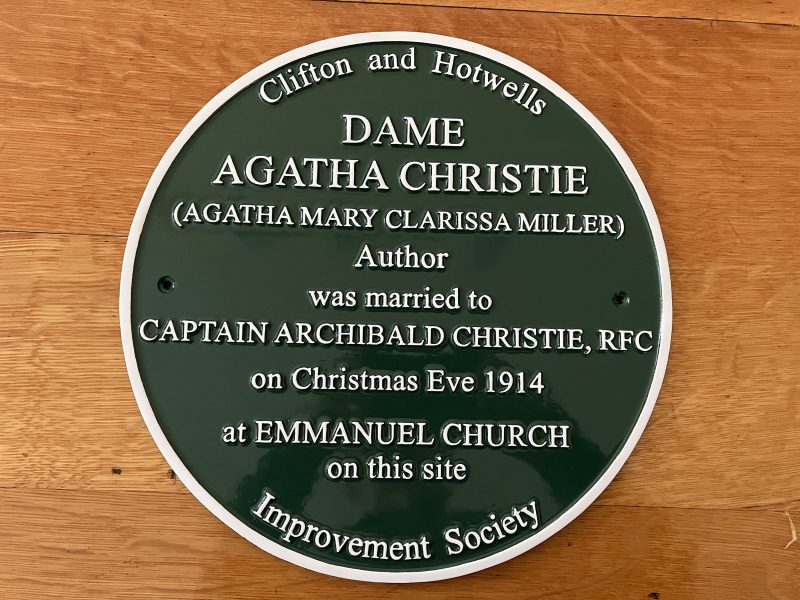 Clifton and Hotwells
DAME
AGATHA CHRISTIE
(AGATHA MARY CLARISSA MILLER)
Author
was married to
CAPTAIN ARCHIBALD CHRISTIE, RFC
on Christmas Eve 1914
at EMMANUEL CHURCH
on this site
Improvement Society